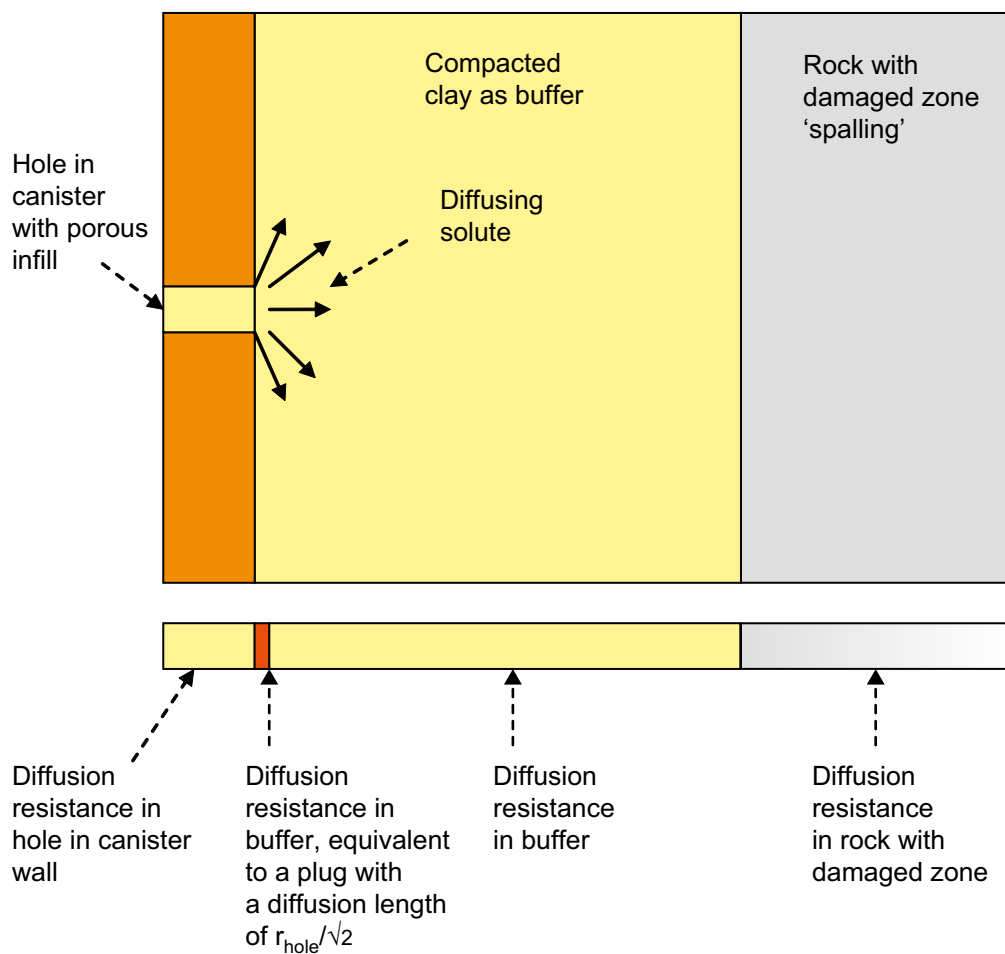 Compacted
clay as buffer
Rock with
damaged zone
‘spalling’
Hole in
canister
with porous
infill
Diffusing
solute
Diffusion
resistance in
hole in canister
wall
Diffusion
resistance in
buffer, equivalent
to a plug with
a diffusion length
of r_hole/√2
Diffusion
resistance
in buffer
Diffusion
resistance
in rock with
damaged zone